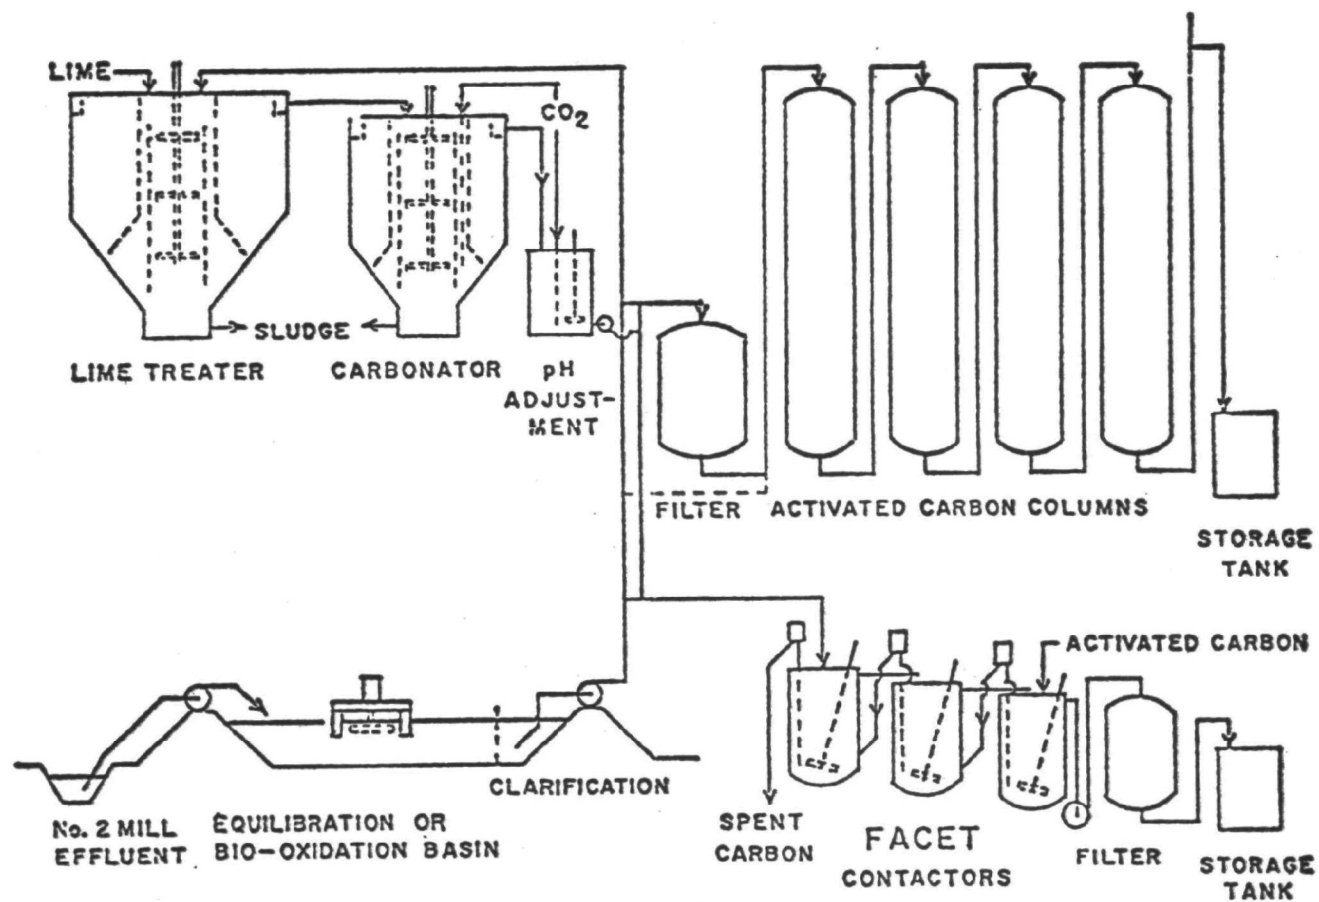 LIME
CO2
SLUDGE
LIME TREATER
CARBONATOR
pH
ADJUST-
MENT
FILTER
ACTIVATED CARBON COLUMNS
STORAGE
TANK
ACTIVATED CARBON
CLARIFICATION
No. 2 MILL
EFFLUENT
EQUILIBRATION OR
BIO-OXIDATION BASIN
SPENT
CARBON
FACET
CONTACTORS
FILTER
STORAGE
TANK